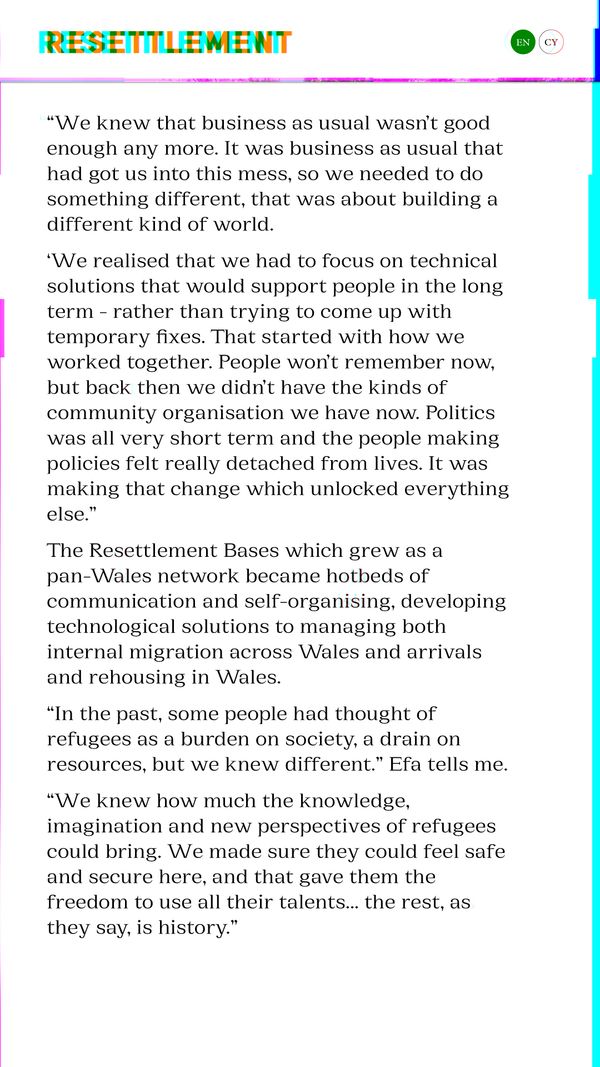 RESETTLEMENT
EN CY
“We knew that business as usual wasn’t good
enough any more. It was business as usual that
had got us into this mess, so we needed to do
something different, that was about building a
different kind of world.
‘We realised that we had to focus on technical
solutions that would support people in the long
term - rather than trying to come up with
temporary fixes. That started with how we
worked together. People won’t remember now,
but back then we didn’t have the kinds of
community organisation we have now. Politics
was all very short term and the people making
policies felt really detached from lives. It was
making that change which unlocked everything
else.”
The Resettlement Bases which grew as a
pan-Wales network became hotbeds of
communication and self-organising, developing
technological solutions to managing both
internal migration across Wales and arrivals
and rehousing in Wales.
“In the past, some people had thought of
refugees as a burden on society, a drain on
resources, but we knew different.” Efa tells me.
“We knew how much the knowledge,
imagination and new perspectives of refugees
could bring. We made sure they could feel safe
and secure here, and that gave them the
freedom to use all their talents... the rest, as
they say, is history.”